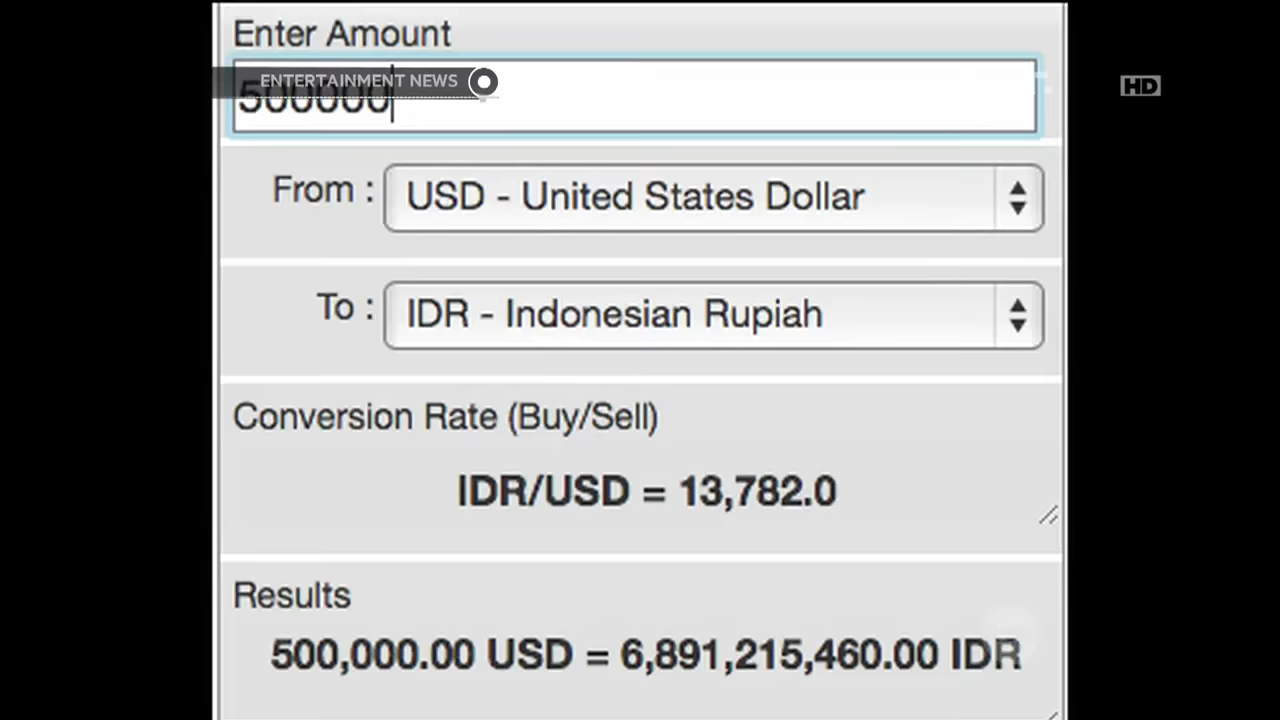 Enter Amount
ENTERTAINMENT NEWS
500000
HD
From : USD - United States Dollar
To : IDR - Indonesian Rupiah
Conversion Rate (Buy/Sell)
IDR/USD = 13,782.0
Results
500,000.00 USD = 6,891,215,460.00 IDR